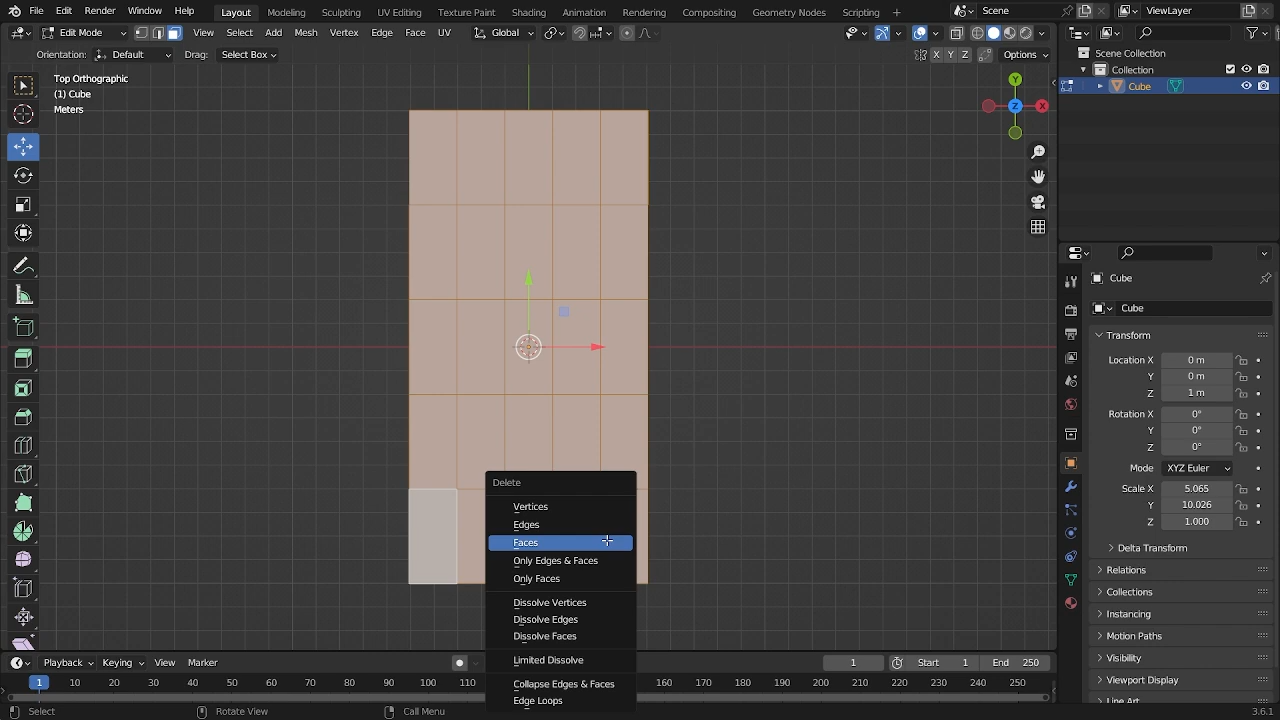 File Edit Render Window Help Layout Modeling Sculpting UV Editing Texture Paint Shading Animation Rendering Compositing Geometry Nodes Scripting + Scene ViewLayer
Edit Mode View Select Add Mesh Vertex Edge Face UV Global
Orientation: Default Drag: Select Box X Y Z Options
Top Orthographic
(1) Cube
Meters
Y
Z X
Scene Collection
Collection
Cube
Cube
Cube
Transform
Location X 0 m
Y 0 m
Z 1 m
Rotation X 0°
Y 0°
Z 0°
Mode XYZ Euler
Scale X 5.065
Y 10.026
Z 1.000
Delta Transform
Relations
Collections
Instancing
Motion Paths
Visibility
Viewport Display
Line Art
Delete
Vertices
Edges
Faces
Only Edges & Faces
Only Faces
Dissolve Vertices
Dissolve Edges
Dissolve Faces
Limited Dissolve
Collapse Edges & Faces
Edge Loops
Playback Keying View Marker 1 Start 1 End 250
1 10 20 30 40 50 60 70 80 90 100 110 160 170 180 190 200 210 220 230 240 250
Select Rotate View Call Menu 3.6.1